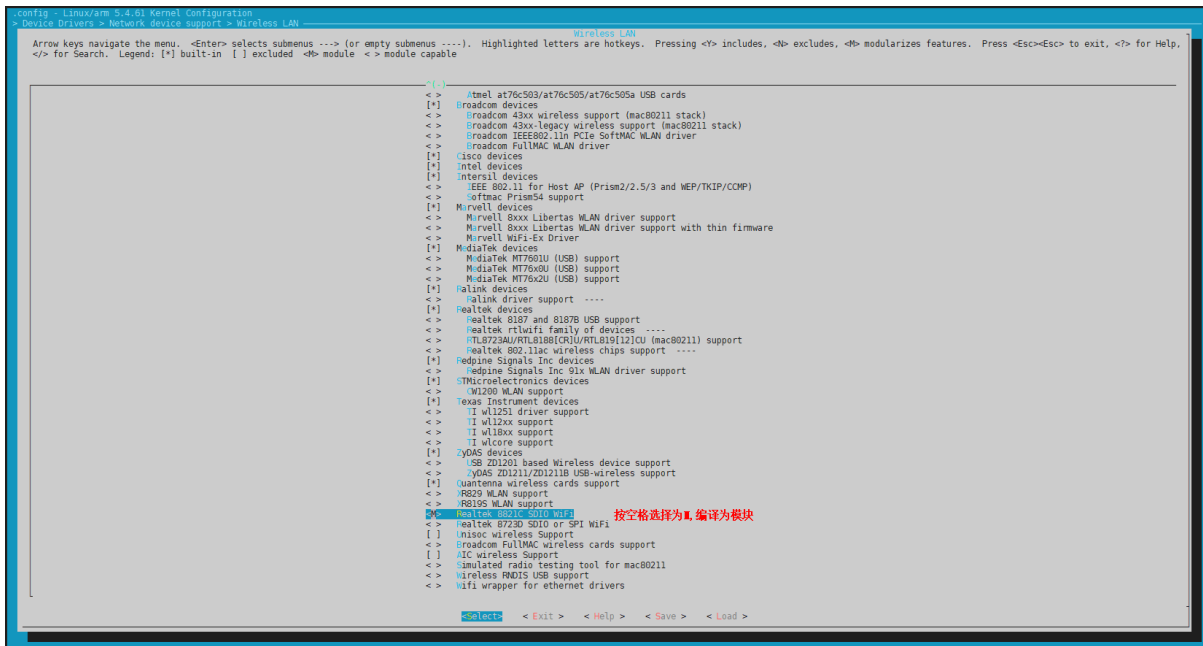 .config - Linux/arm 5.4.61 Kernel Configuration
> Device Drivers > Network device support > Wireless LAN
Wireless LAN
Arrow keys navigate the menu. <Enter> selects submenus ---> (or empty submenus ----). Highlighted letters are hotkeys. Pressing <Y> includes, <N> excludes, <M> modularizes features. Press <Esc><Esc> to exit, <?> for Help,
</> for Search. Legend: [*] built-in [ ] excluded <M> module < > module capable
^(-)
< > Atmel at76c503/at76c505/at76c505a USB cards
[*] Broadcom devices
< > Broadcom 43xx wireless support (mac80211 stack)
< > Broadcom 43xx-legacy wireless support (mac80211 stack)
< > Broadcom IEEE802.11n PCIe SoftMAC WLAN driver
< > Broadcom FullMAC WLAN driver
[*] Cisco devices
[*] Intel devices
[*] Intersil devices
< > IEEE 802.11 for Host AP (Prism2/2.5/3 and WEP/TKIP/CCMP)
< > Softmac Prism54 support
[*] Marvell devices
< > Marvell 8xxx Libertas WLAN driver support
< > Marvell 8xxx Libertas WLAN driver support with thin firmware
< > Marvell WiFi-Ex Driver
[*] MediaTek devices
< > MediaTek MT7601U (USB) support
< > MediaTek MT76x0U (USB) support
< > MediaTek MT76x2U (USB) support
[*] Ralink devices
< > Ralink driver support ----
[*] Realtek devices
< > Realtek 8187 and 8187B USB support
< > Realtek rtlwifi family of devices ----
< > RTL8723AU/RTL8188[CR]U/RTL819[12]CU (mac80211) support
< > Realtek 802.11ac wireless chips support ----
[*] Redpine Signals Inc devices
< > Redpine Signals Inc 91x WLAN driver support
[*] STMicroelectronics devices
< > CW1200 WLAN support
[*] Texas Instrument devices
< > TI wl1251 driver support
< > TI wl12xx support
< > TI wl18xx support
< > TI wlcore support
[*] ZyDAS devices
< > USB ZD1201 based Wireless device support
< > ZyDAS ZD1211/ZD1211B USB-wireless support
[*] Quantenna wireless cards support
< > XR829 WLAN support
< > XR819S WLAN support
<M> Realtek 8821C SDIO WiFi 按空格选择为M,编译为模块
< > Realtek 8723D SDIO or SPI WiFi
[ ] Unisoc wireless Support
< > Broadcom FullMAC wireless cards support
[ ] AIC wireless Support
< > Simulated radio testing tool for mac80211
< > Wireless RNDIS USB support
< > Wifi wrapper for ethernet drivers
<Select> < Exit > < Help > < Save > < Load >